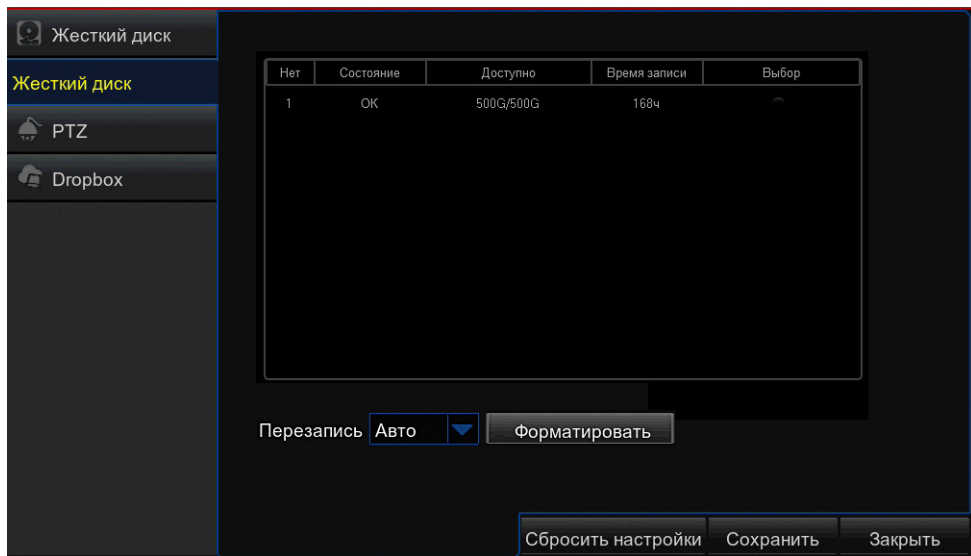 Жесткий диск
Жесткий диск
PTZ
Dropbox
Нет Состояние Доступно Время записи Выбор
1 OK 500G/500G 168ч
Перезапись Авто Форматировать
Сбросить настройки Сохранить Закрыть